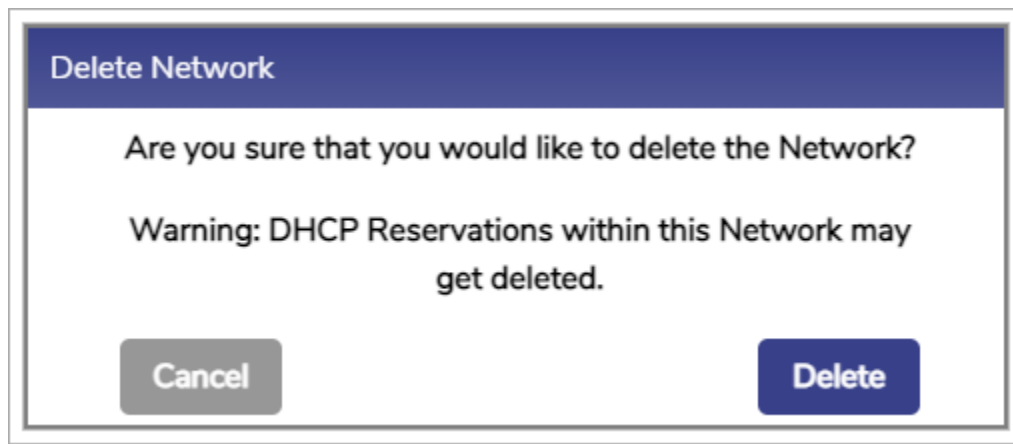 Delete Network
Are you sure that you would like to delete the Network?
Warning: DHCP Reservations within this Network may
get deleted.
Cancel
Delete